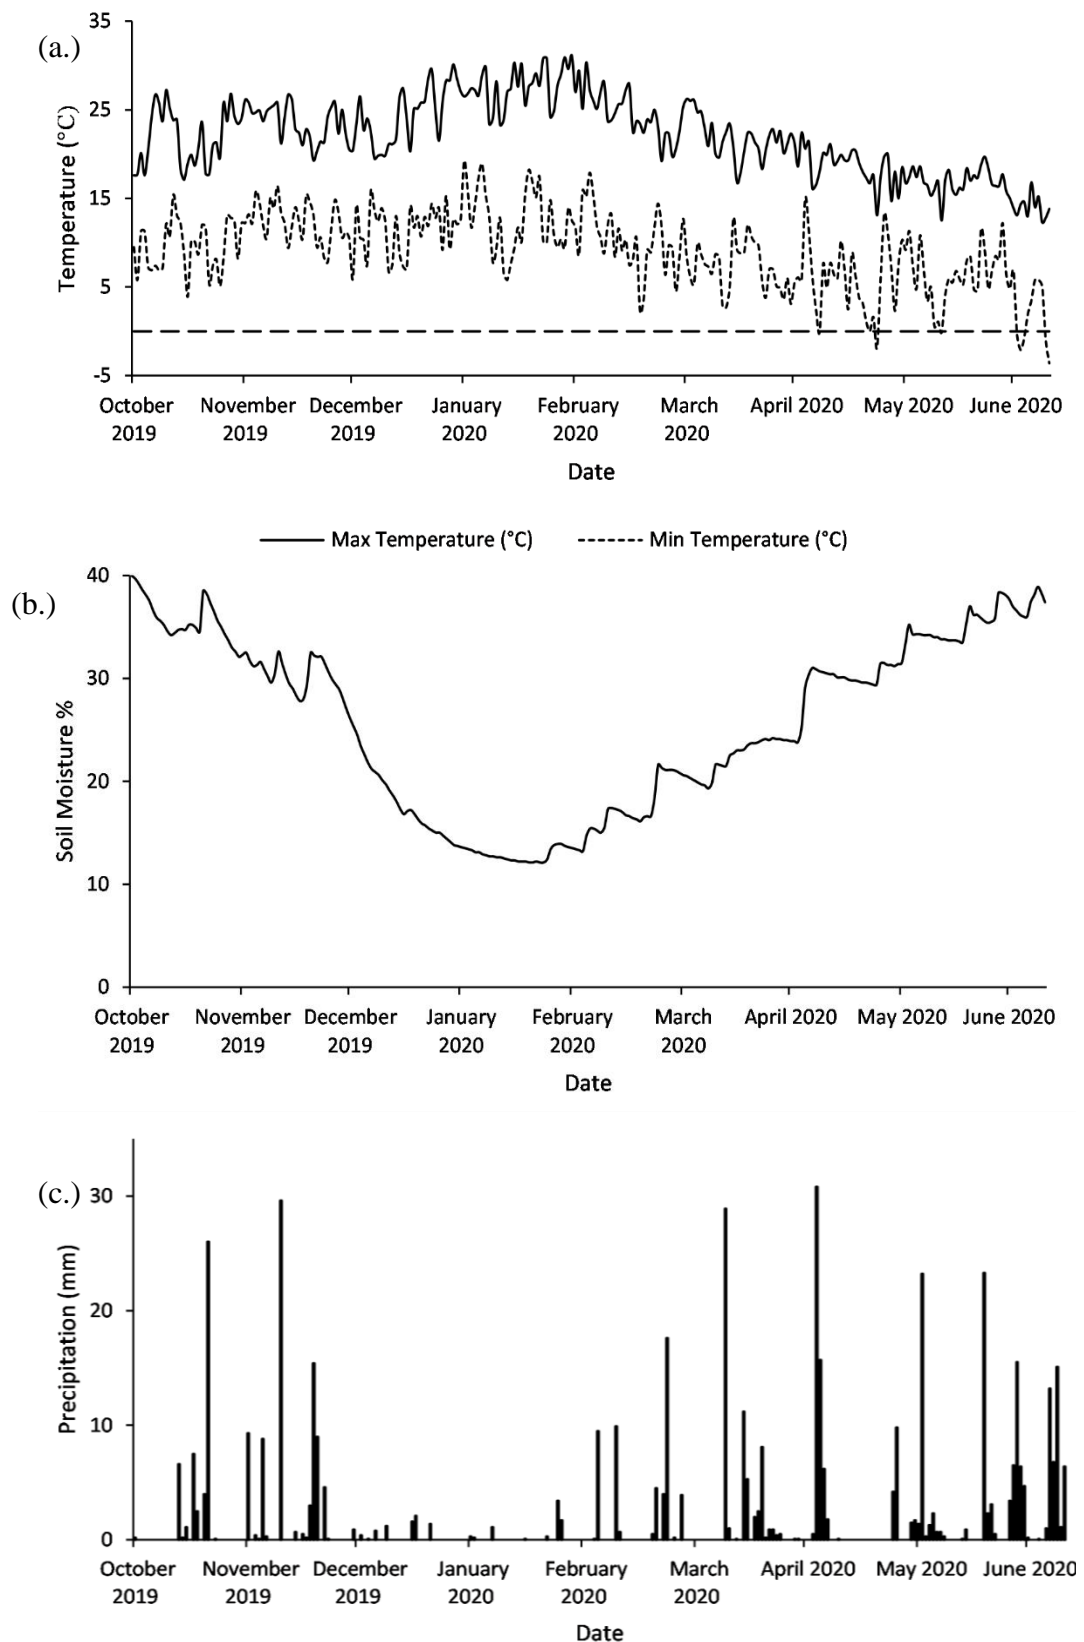 (a.)
Temperature (°C)
35
25
15
5
-5
October 2019
November 2019
December 2019
January 2020
February 2020
March 2020
April 2020
May 2020
June 2020
Date
Max Temperature (°C)
Min Temperature (°C)
(b.)
Soil Moisture %
40
30
20
10
0
October 2019
November 2019
December 2019
January 2020
February 2020
March 2020
April 2020
May 2020
June 2020
Date
(c.)
Precipitation (mm)
30
20
10
0
October 2019
November 2019
December 2019
January 2020
February 2020
March 2020
April 2020
May 2020
June 2020
Date